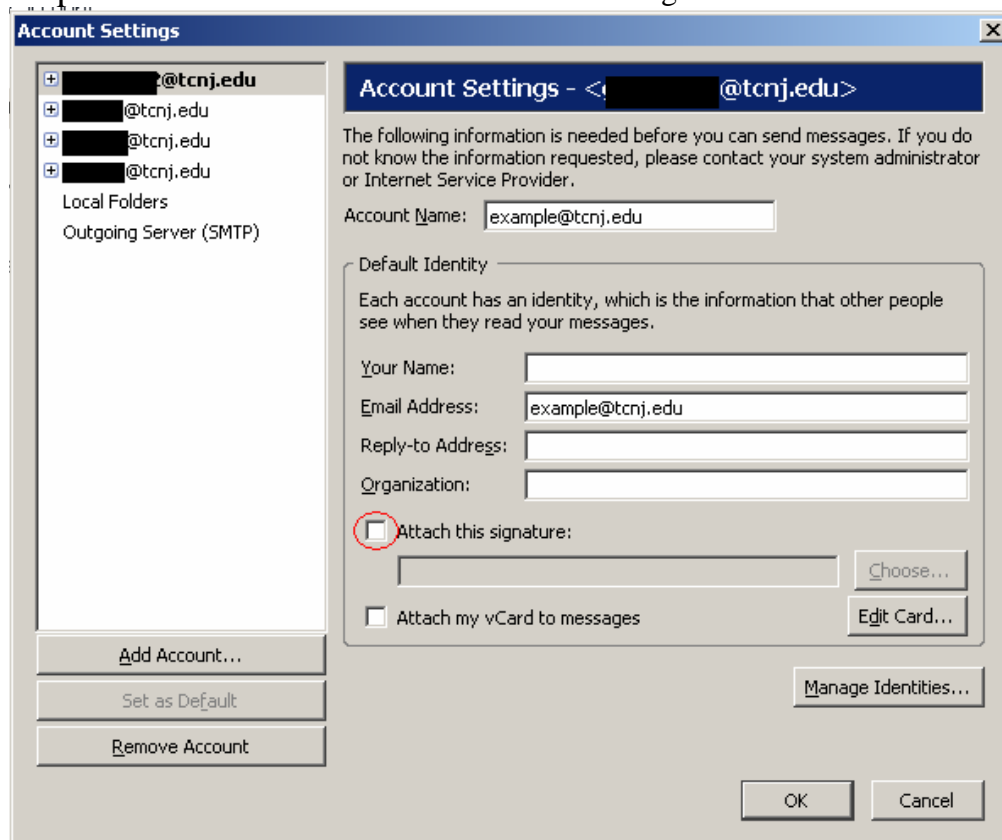 Account Settings
@tcnj.edu
@tcnj.edu
@tcnj.edu
@tcnj.edu
Local Folders
Outgoing Server (SMTP)
Add Account...
Set as Default
Remove Account
Account Settings - < @tcnj.edu>
The following information is needed before you can send messages. If you do
not know the information requested, please contact your system administrator
or Internet Service Provider.
Account Name: example@tcnj.edu
Default Identity
Each account has an identity, which is the information that other people
see when they read your messages.
Your Name:
Email Address: example@tcnj.edu
Reply-to Address:
Organization:
Attach this signature:
Choose...
Attach my vCard to messages
Edit Card...
Manage Identities...
OK
Cancel